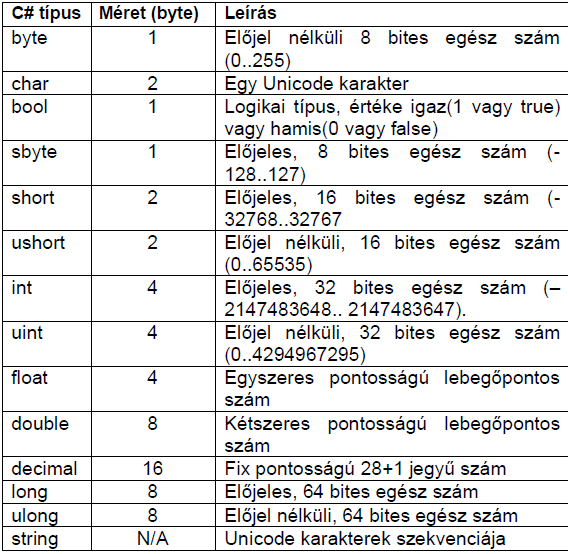 C# típus Méret (byte) Leírás
byte 1 Előjel nélküli 8 bites egész szám
(0..255)
char 2 Egy Unicode karakter
bool 1 Logikai típus, értéke igaz(1 vagy true)
vagy hamis(0 vagy false)
sbyte 1 Előjeles, 8 bites egész szám (-
128..127)
short 2 Előjeles, 16 bites egész szám (-
32768..32767
ushort 2 Előjel nélküli, 16 bites egész szám
(0..65535)
int 4 Előjeles, 32 bites egész szám (–
2147483648.. 2147483647).
uint 4 Előjel nélküli, 32 bites egész szám
(0..4294967295)
float 4 Egyszeres pontosságú lebegőpontos
szám
double 8 Kétszeres pontosságú lebegőpontos
szám
decimal 16 Fix pontosságú 28+1 jegyű szám
long 8 Előjeles, 64 bites egész szám
ulong 8 Előjel nélküli, 64 bites egész szám
string N/A Unicode karakterek szekvenciája